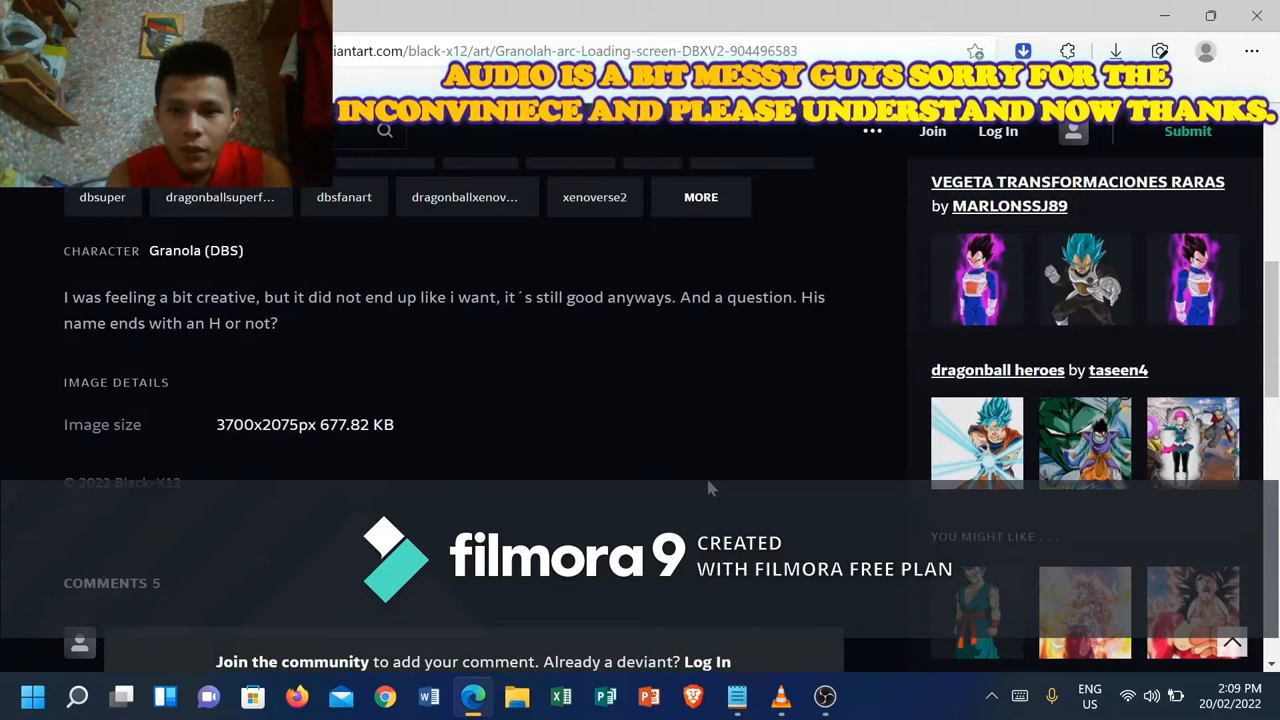 iantart.com/black-x12/art/Granolah-arc-Loading-screen-DBXV2-904496583
AUDIO IS A BIT MESSY GUYS SORRY FOR THE
INCONVINIECE AND PLEASE UNDERSTAND NOW THANKS.
Join
Log In
Submit
dbsuper
dragonballsuperf...
dbsfanart
dragonballxenov...
xenoverse2
MORE
VEGETA TRANSFORMACIONES RARAS
by MARLONSSJ89
CHARACTER Granola (DBS)
I was feeling a bit creative, but it did not end up like i want, it´s still good anyways. And a question. His
name ends with an H or not?
IMAGE DETAILS
Image size 3700x2075px 677.82 KB
dragonball heroes by taseen4
© 2022 Black-X12
filmora 9
CREATED
WITH FILMORA FREE PLAN
YOU MIGHT LIKE . . .
COMMENTS 5
Join the community to add your comment. Already a deviant? Log In
ENG
US
2:09 PM
20/02/2022